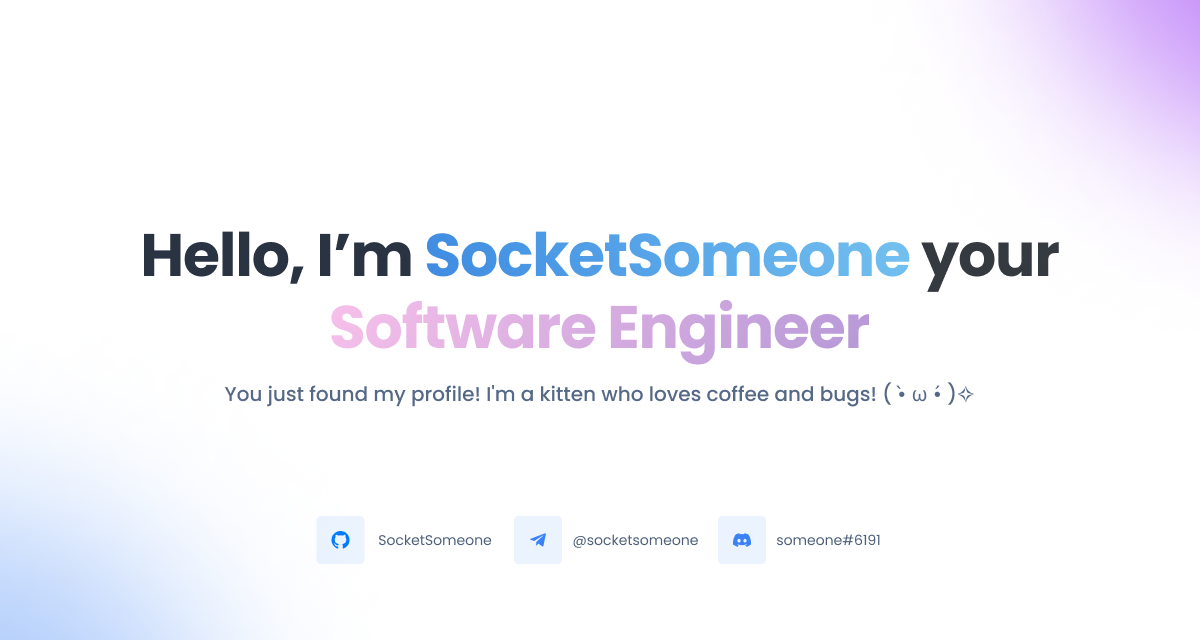 Hello, I’m SocketSomeone your
Software Engineer
You just found my profile! I'm a kitten who loves coffee and bugs! ( •̀ ω •́ )✧
SocketSomeone @socketsomeone someone#6191